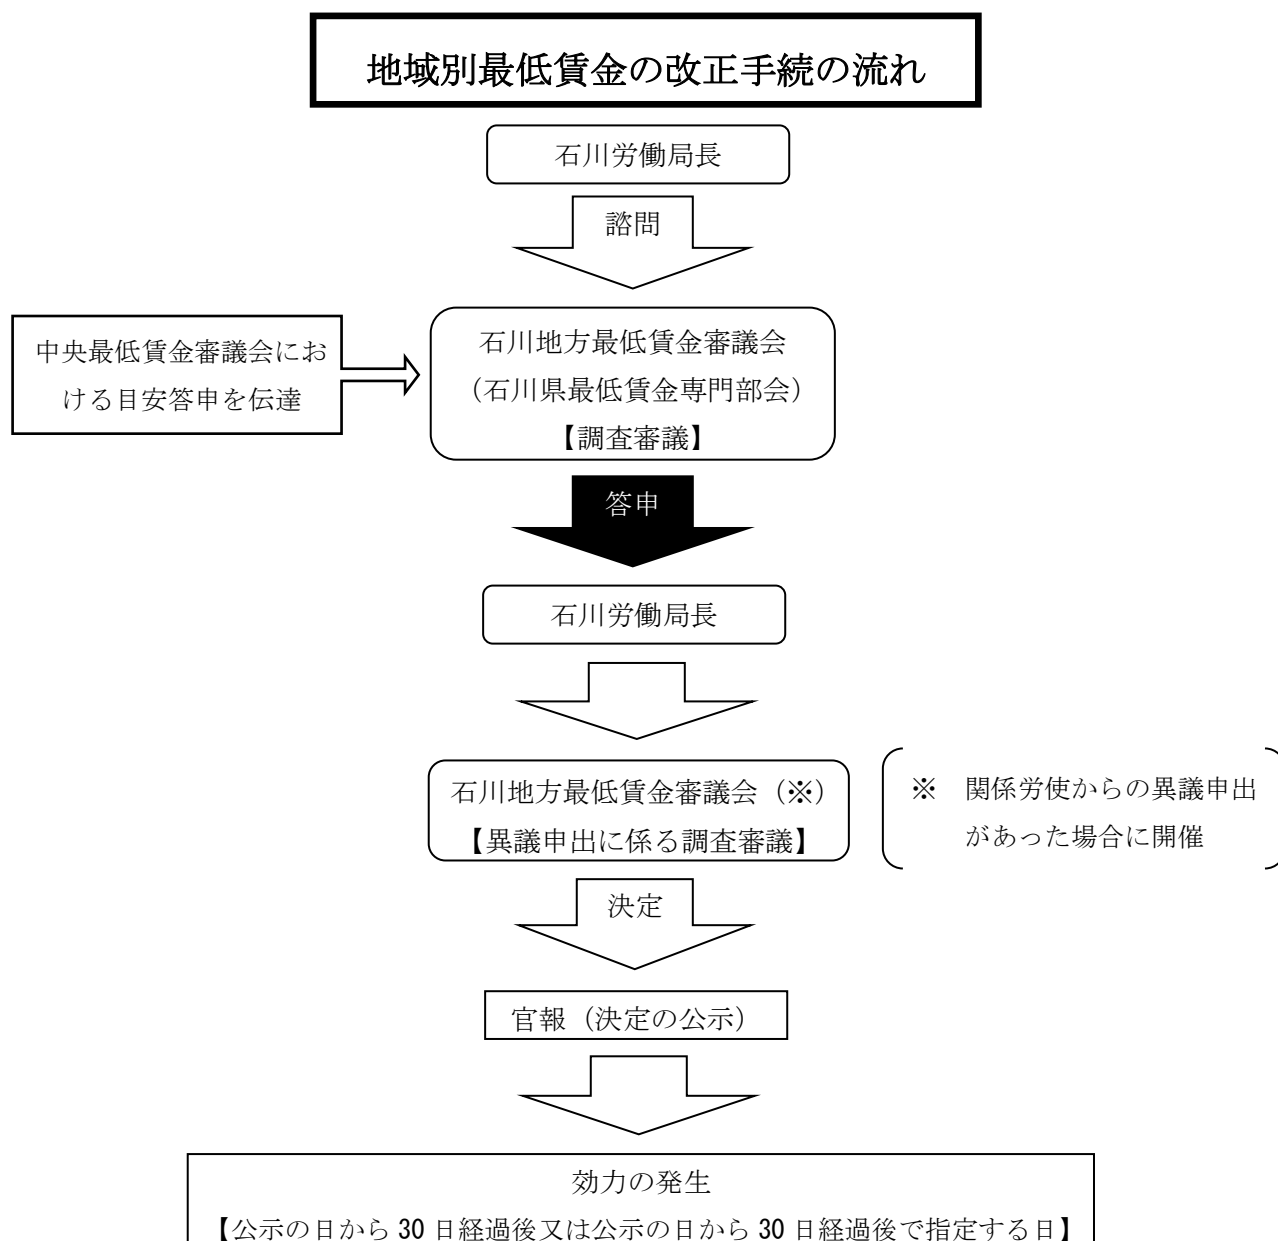 地域別最低賃金の改正手続の流れ
石川労働局長
諮問
中央最低賃金審議会にお
ける目安答申を伝達
石川地方最低賃金審議会
（石川県最低賃金専門部会）
【調査審議】
答申
石川労働局長
石川地方最低賃金審議会（※）
【異議申出に係る調査審議】
※　関係労使からの異議申出
があった場合に開催
決定
官報（決定の公示）
効力の発生
【公示の日から 30 日経過後又は公示の日から 30 日経過後で指定する日】